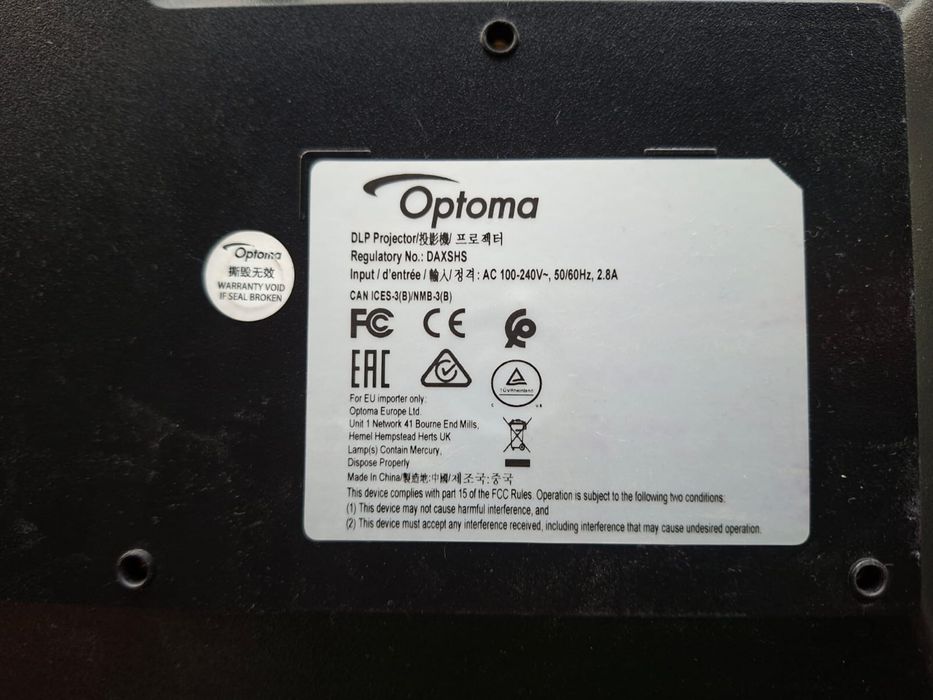 Optoma
DLP Projector/投影機/ 프로젝터
Regulatory No.: DAXSHS
Input / d'entrée / 輸入/정격: AC 100-240V~, 50/60Hz, 2.8A
CAN ICES-3(B)/NMB-3(B)
FC CE
EAC
TÜVRheinland
C US
For EU importer only:
Optoma Europe Ltd.
Unit 1 Network 41 Bourne End Mills,
Hemel Hempstead Herts UK
Lamp(s) Contain Mercury,
Dispose Properly
Made in China/製造地:中國/제조국:중국
This device complies with part 15 of the FCC Rules. Operation is subject to the following two conditions:
(1) This device may not cause harmful interference, and
(2) This device must accept any interference received, including interference that may cause undesired operation.
Optoma
撕毁无效
WARRANTY VOID
IF SEAL BROKEN